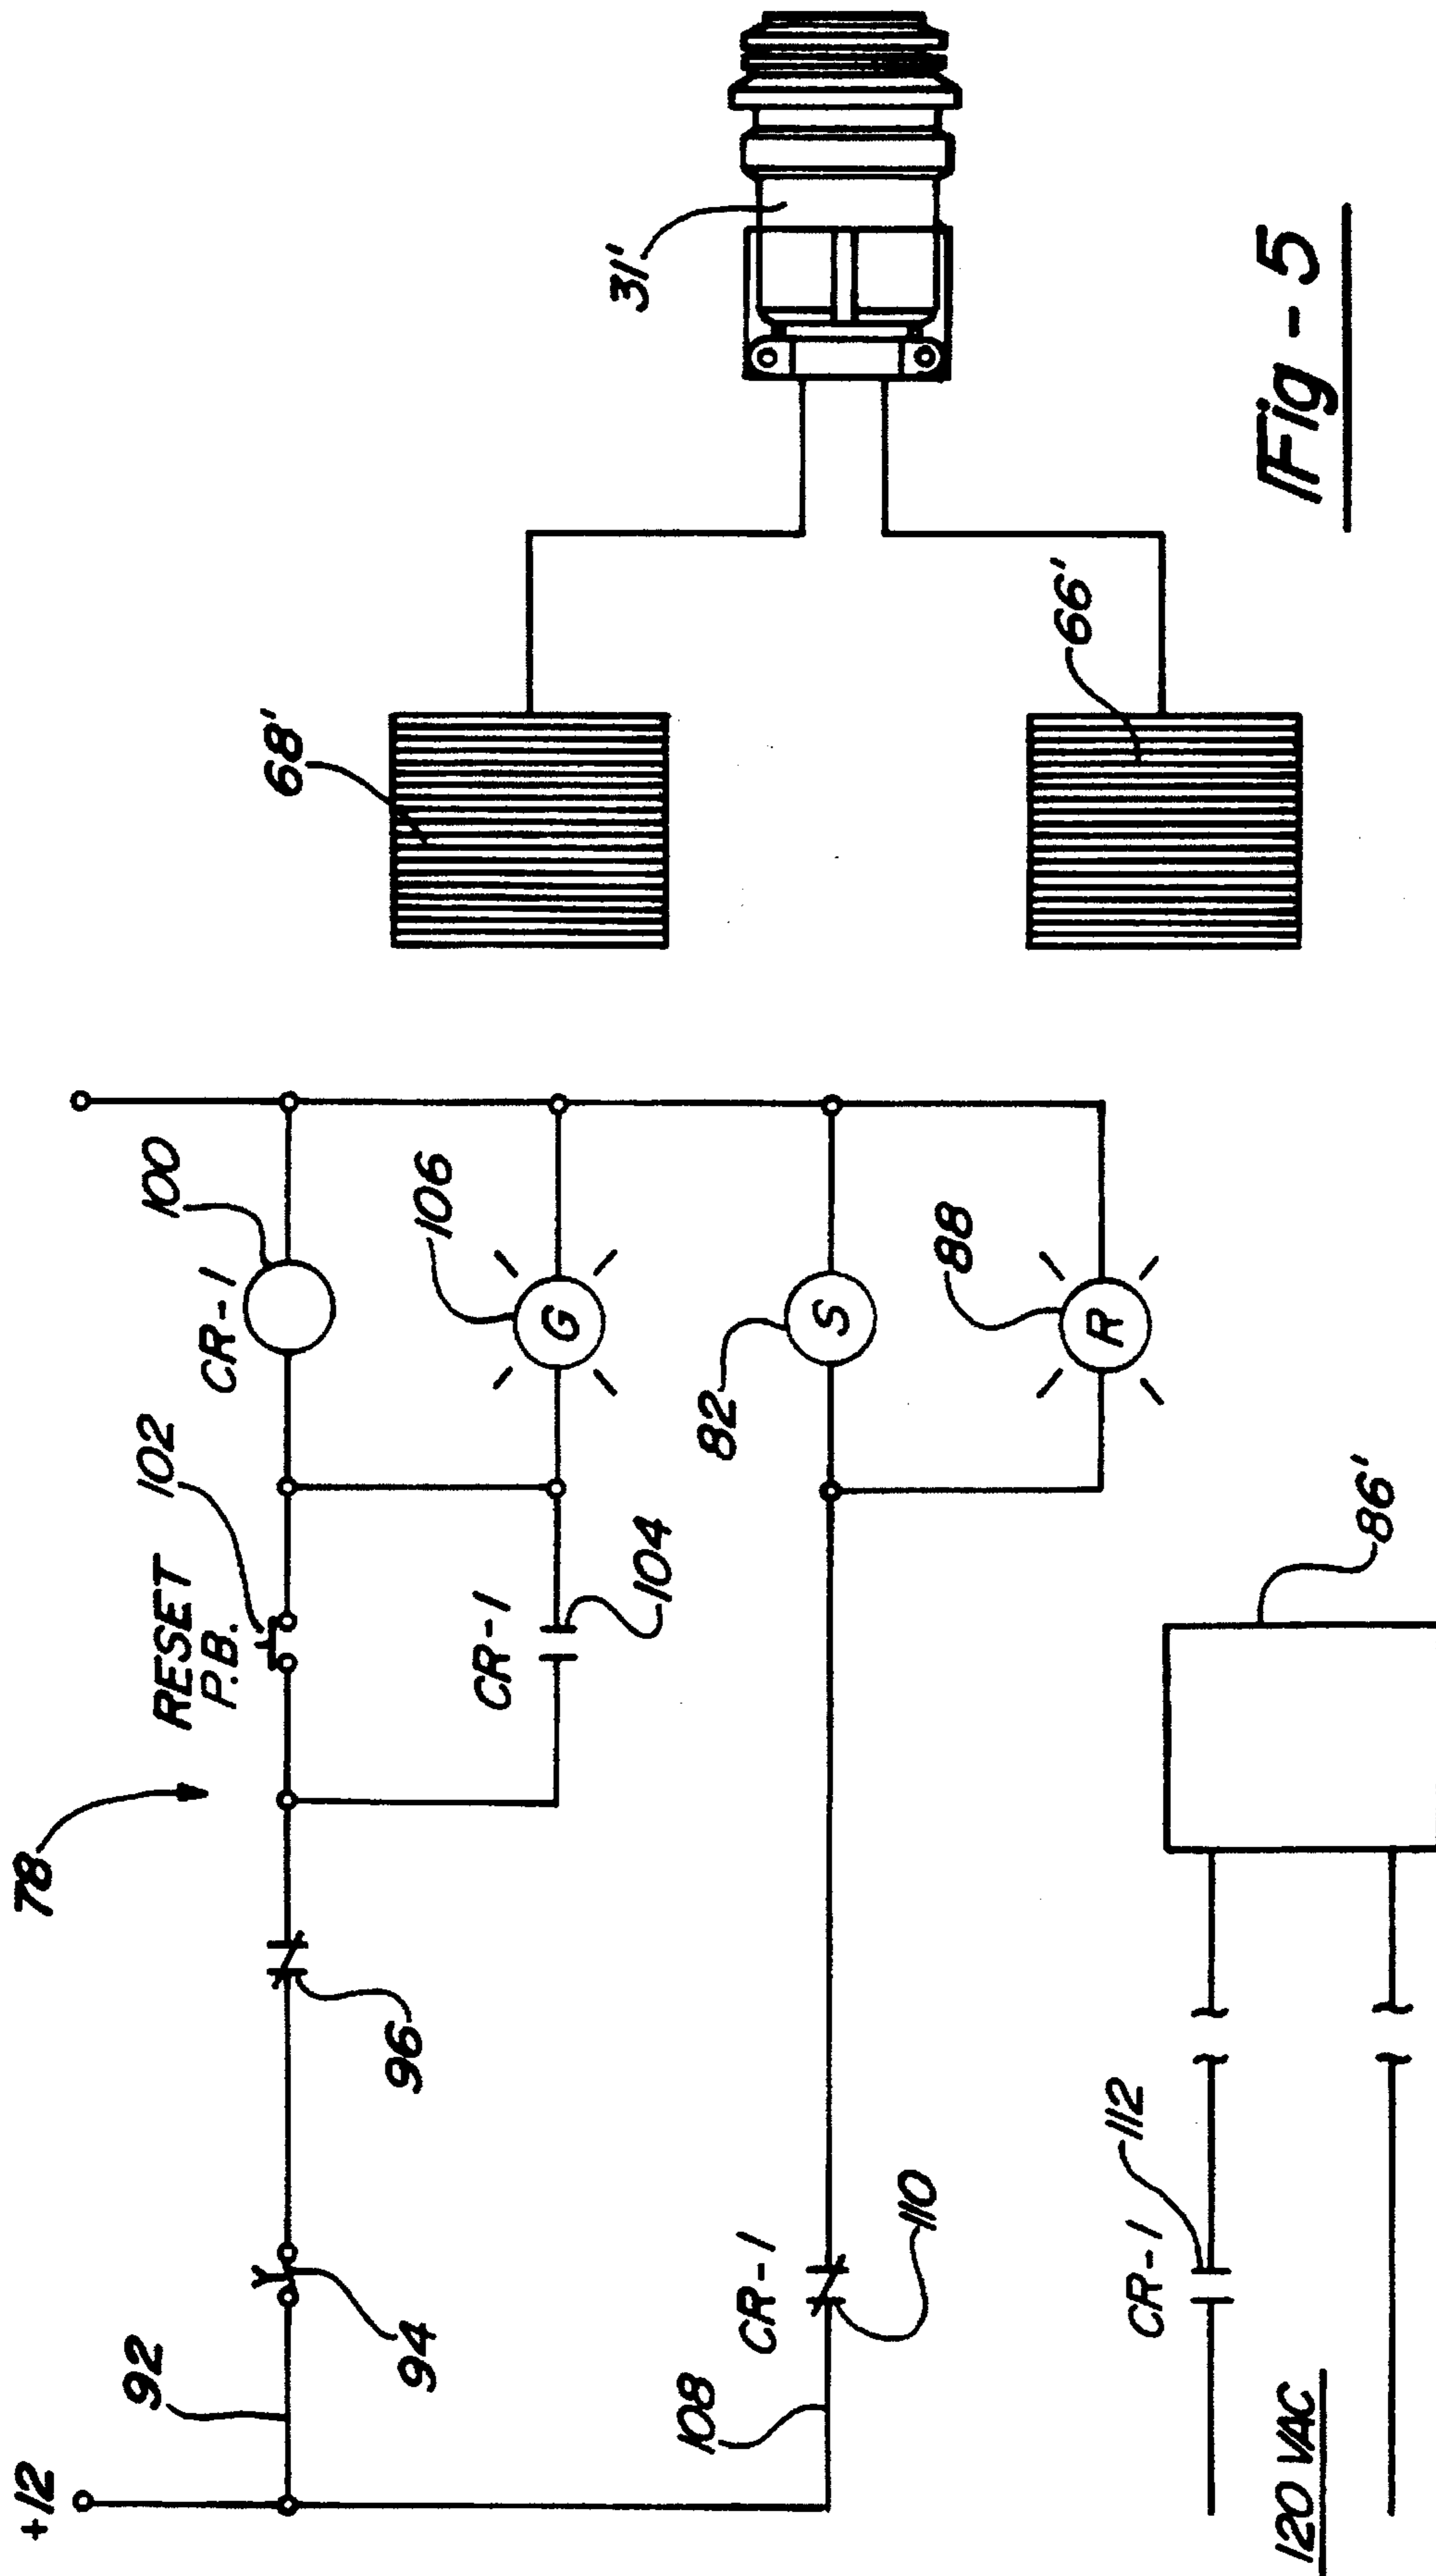 +12
92
94
96
78
RESET
P.B.
102
CR-1
100
CR-1
104
G
106
108
CR-1
110
82
S
88
R
120 VAC
CR-1
112
86'
68'
66'
31'
Fig - 5